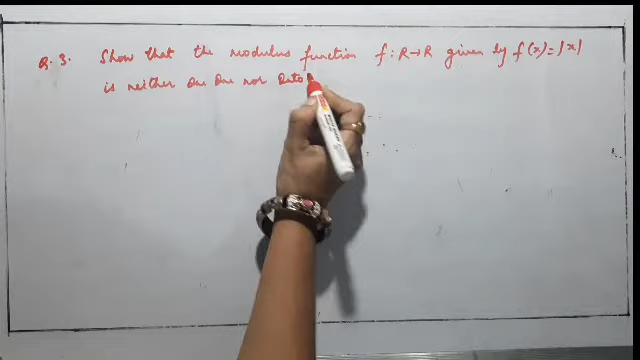 Q. 3. Show that the modulus function f: R→R given by f(x)=|x|
is neither One One nor Onto